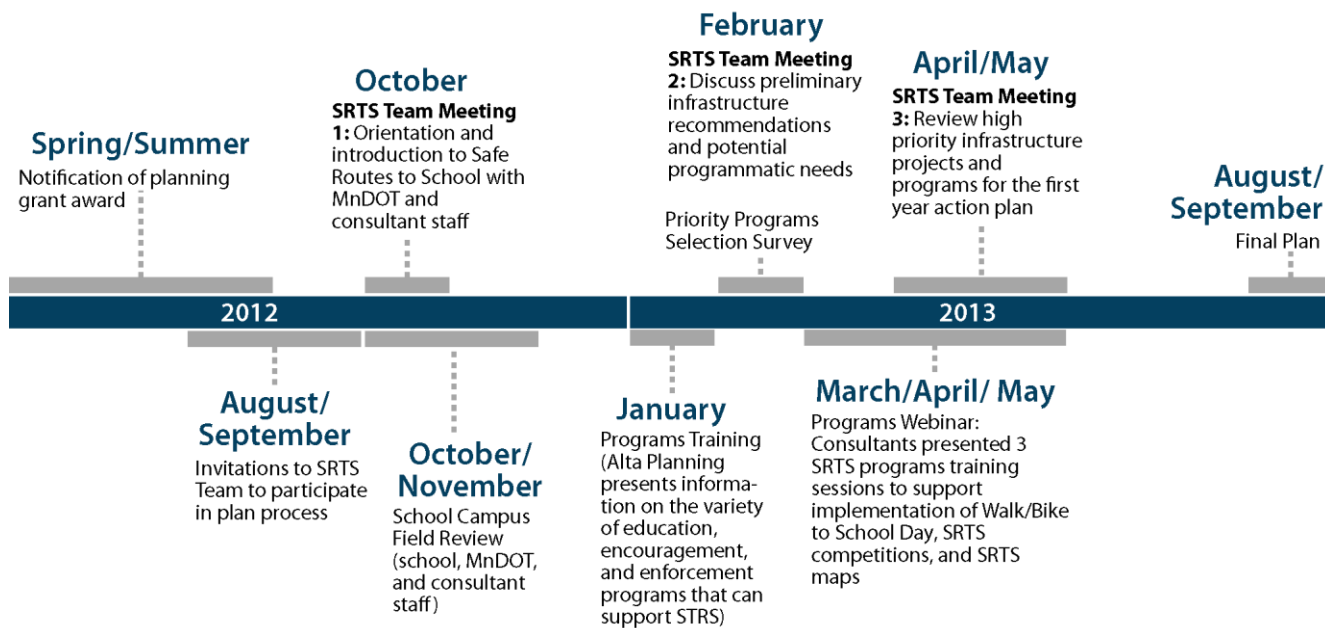 Spring/Summer
Notification of planning
grant award
October
SRTS Team Meeting
1: Orientation and
introduction to Safe
Routes to School with
MnDOT and
consultant staff
February
SRTS Team Meeting
2: Discuss preliminary
infrastructure
recommendations
and potential
programmatic needs
Priority Programs
Selection Survey
April/May
SRTS Team Meeting
3: Review high
priority infrastructure
projects and
programs for the first
year action plan
August/
September
Final Plan
2012
2013
August/
September
Invitations to SRTS
Team to participate
in plan process
October/
November
School Campus
Field Review
(school, MnDOT,
and consultant
staff)
January
Programs Training
(Alta Planning
presents informa-
tion on the variety
of education,
encouragement,
and enforcement
programs that can
support STRS)
March/April/ May
Programs Webinar:
Consultants presented 3
SRTS programs training
sessions to support
implementation of Walk/Bike
to School Day, SRTS
competitions, and SRTS
maps